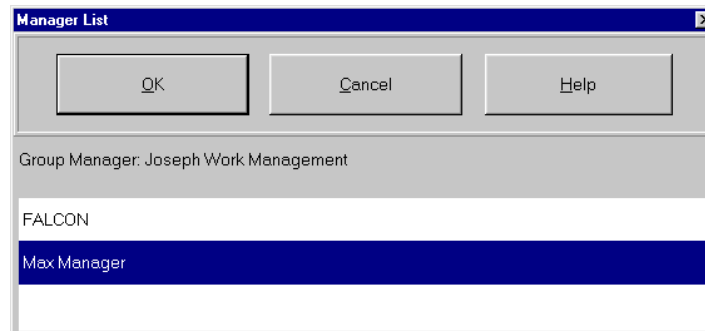 Manager List
OK Cancel Help
Group Manager: Joseph Work Management
FALCON
Max Manager